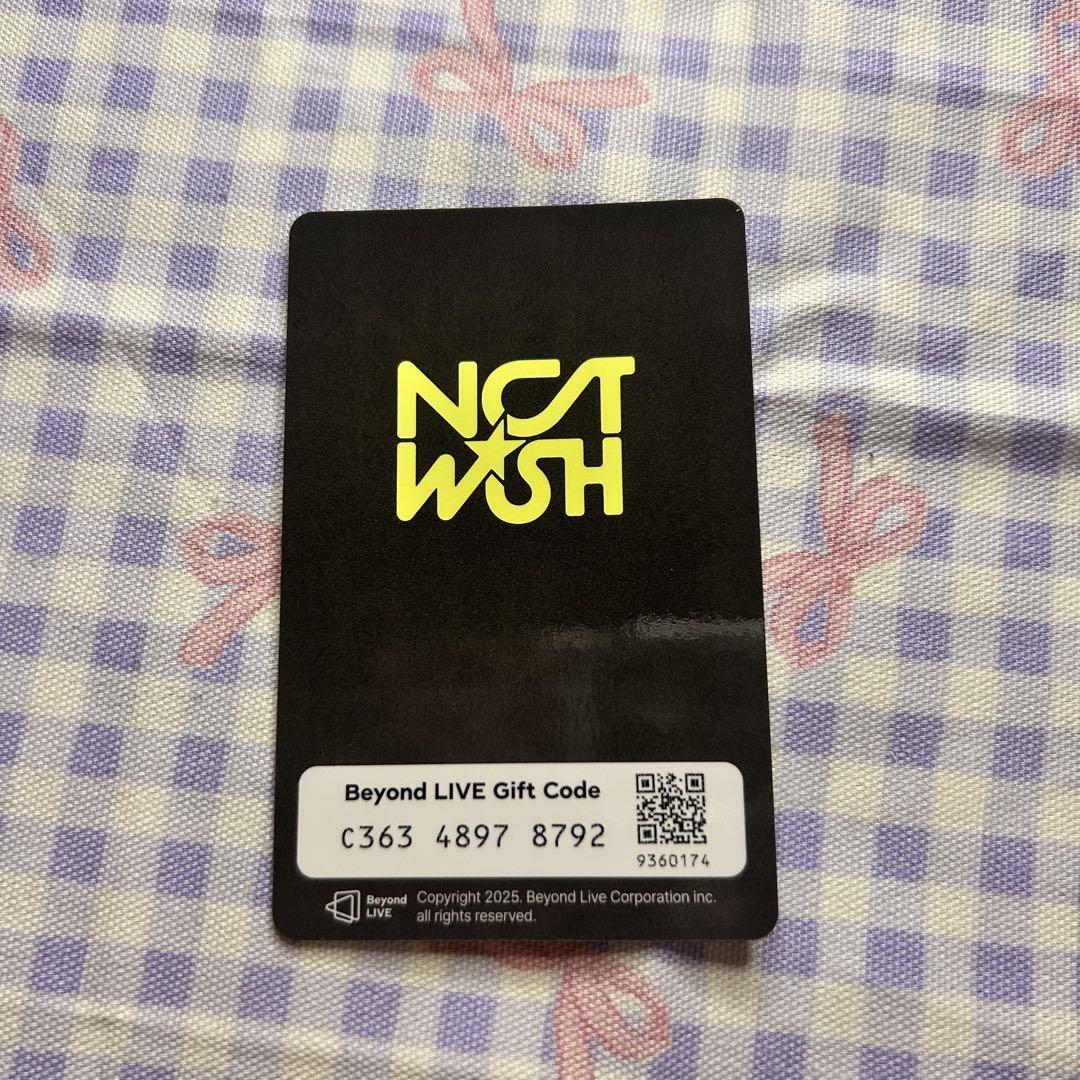 NCT
WISH
Beyond LIVE Gift Code
C363 4897 8792
9360174
Beyond
LIVE
Copyright 2025. Beyond Live Corporation inc.
all rights reserved.